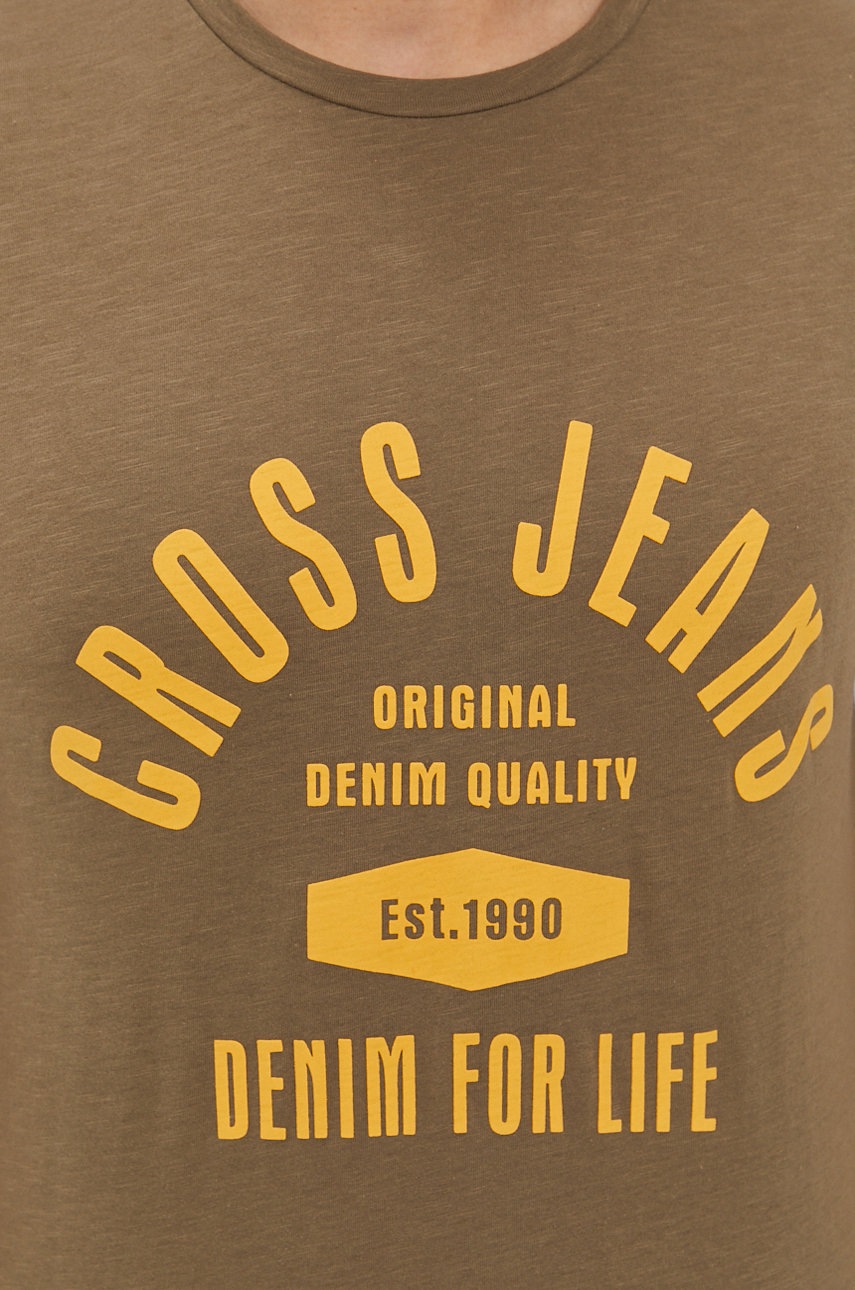 CROSS JEANS
ORIGINAL
DENIM QUALITY
Est.1990
DENIM FOR LIFE